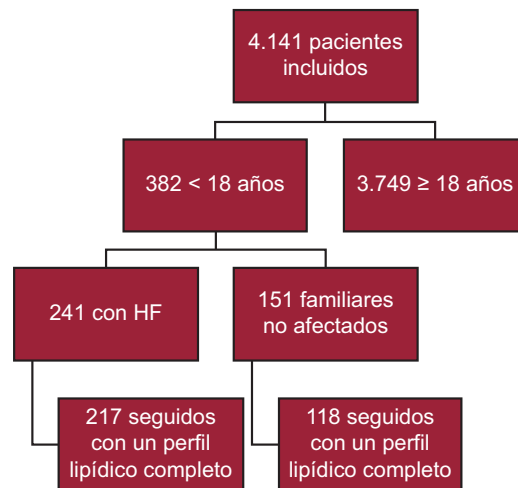 4.141 pacientes
incluidos
382 < 18 años
3.749 ≥ 18 años
241 con HF
151 familiares
no afectados
217 seguidos
con un perfil
lipídico completo
118 seguidos
con un perfil
lipídico completo